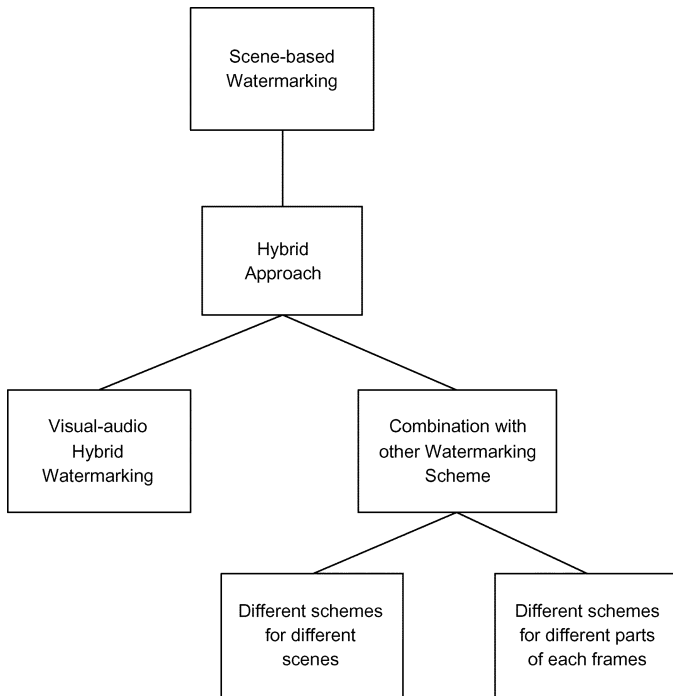 Scene-based
Watermarking
Hybrid
Approach
Visual-audio
Hybrid
Watermarking
Combination with
other Watermarking
Scheme
Different schemes
for different
scenes
Different schemes
for different parts
of each frames